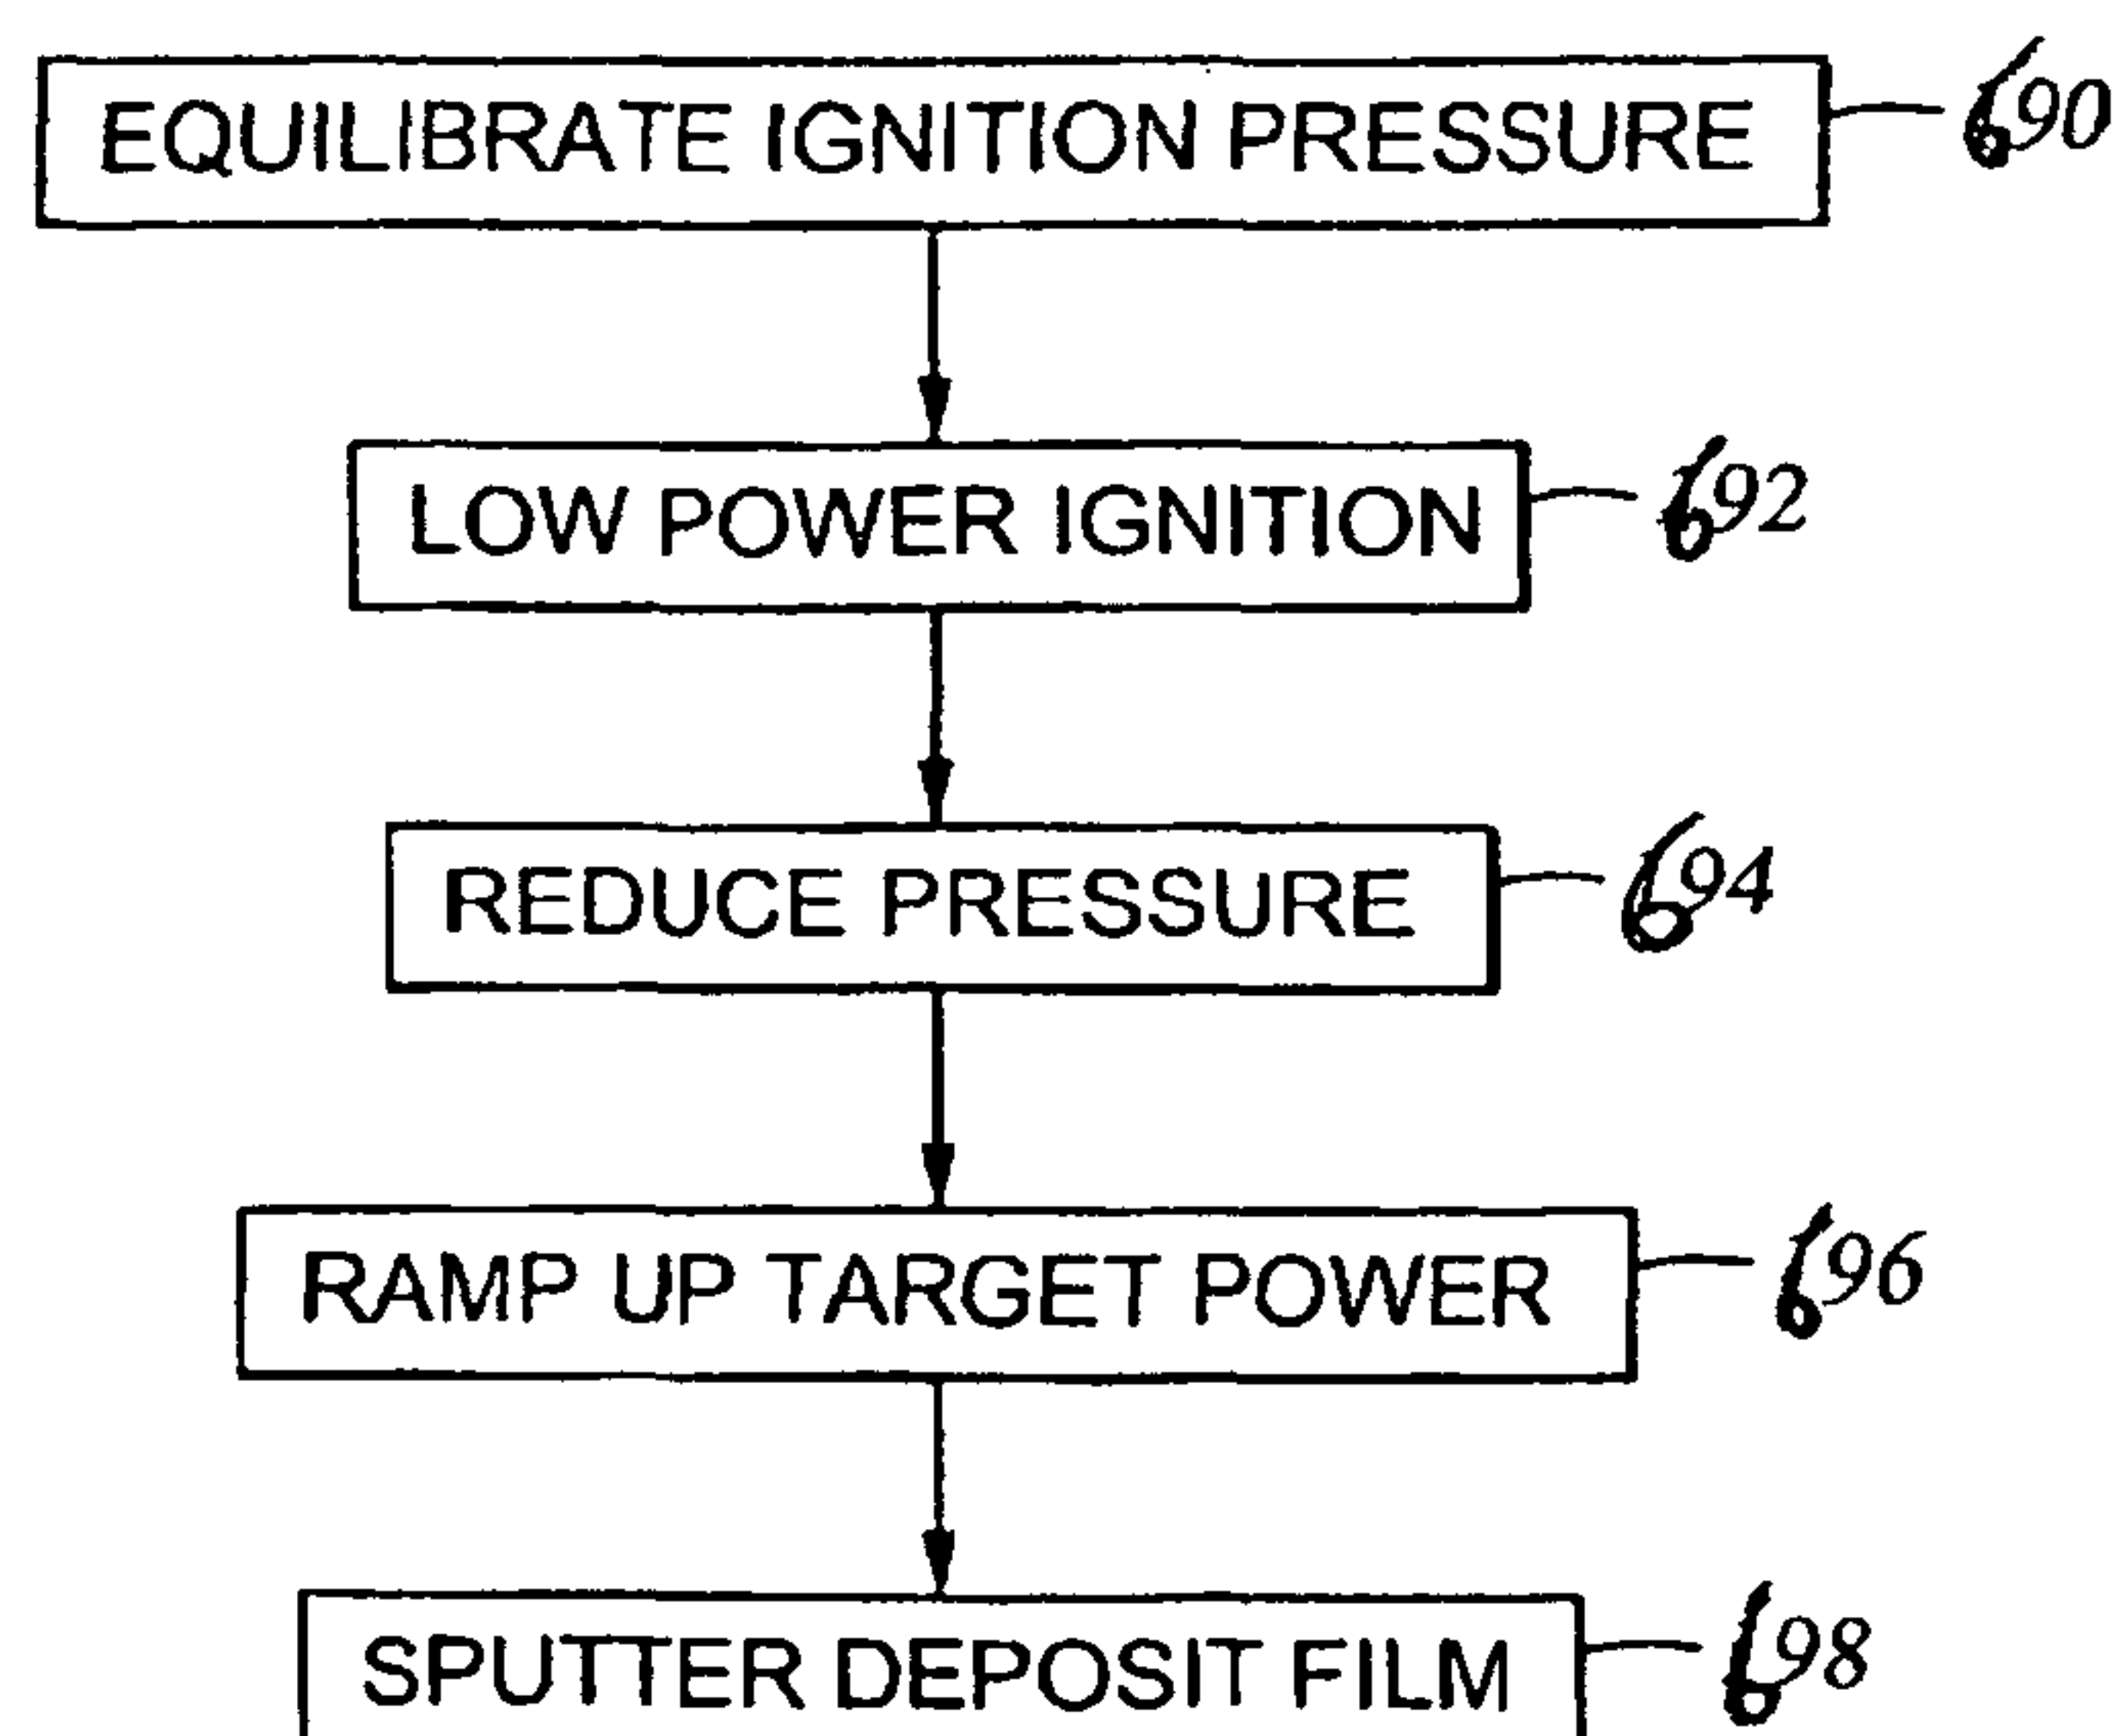 EQUILIBRATE IGNITION PRESSURE 690
LOW POWER IGNITION 692
REDUCE PRESSURE 694
RAMP UP TARGET POWER 696
SPUTTER DEPOSIT FILM 698